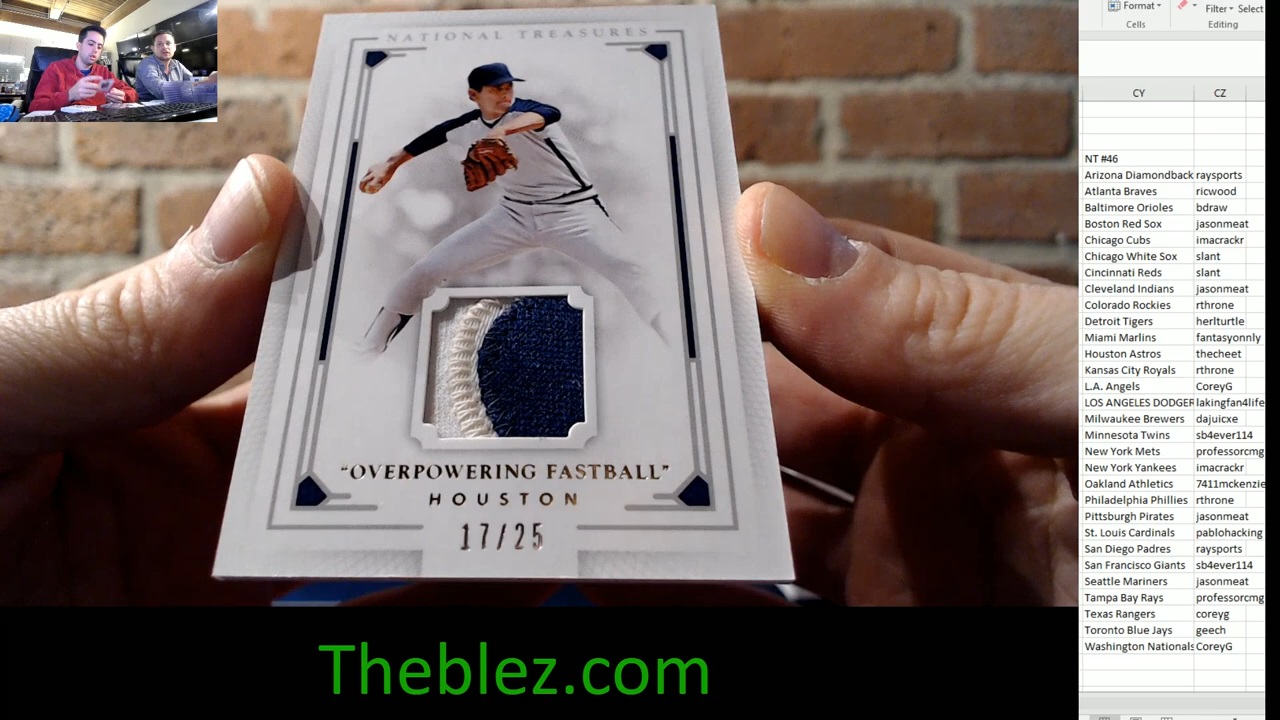 NATIONAL TREASURES
"OVERPOWERING FASTBALL"
HOUSTON
17/25
Theblez.com
Format
Filter
Select
Cells
Editing
CY CZ
NT #46
Arizona Diamondback raysports
Atlanta Braves ricwood
Baltimore Orioles bdraw
Boston Red Sox jasonmeat
Chicago Cubs imacrackr
Chicago White Sox slant
Cincinnati Reds slant
Cleveland Indians jasonmeat
Colorado Rockies rthrone
Detroit Tigers herlturtle
Miami Marlins fantasyonnly
Houston Astros thecheet
Kansas City Royals rthrone
L.A. Angels CoreyG
LOS ANGELES DODGER lakingfan4life
Milwaukee Brewers dajuicxe
Minnesota Twins sb4ever114
New York Mets professorcmg
New York Yankees imacrackr
Oakland Athletics 7411mckenzie
Philadelphia Phillies rthrone
Pittsburgh Pirates jasonmeat
St. Louis Cardinals pablohacking
San Diego Padres raysports
San Francisco Giants sb4ever114
Seattle Mariners jasonmeat
Tampa Bay Rays professorcmg
Texas Rangers coreyg
Toronto Blue Jays geech
Washington Nationals CoreyG